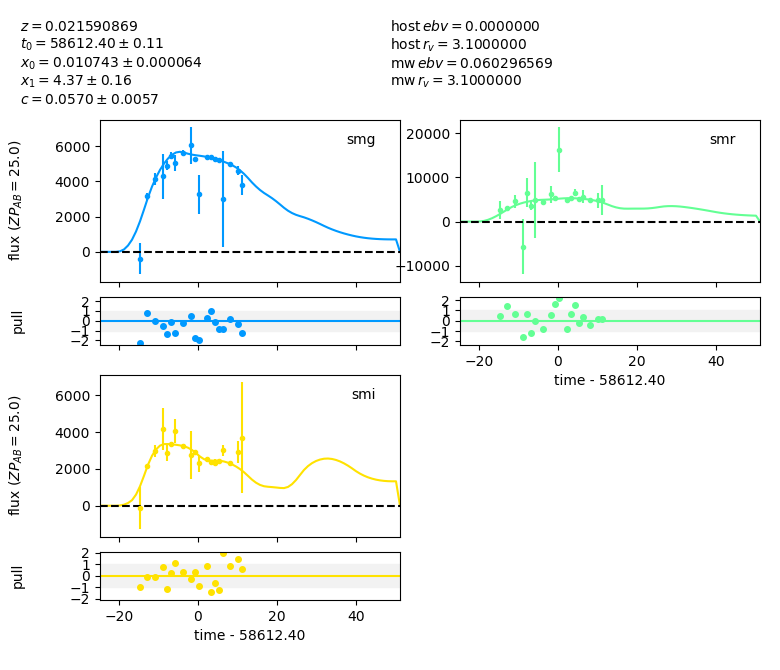 z = 0.021590869
t₀ = 58612.40 ± 0.11
x₀ = 0.010743 ± 0.000064
x₁ = 4.37 ± 0.16
c = 0.0570 ± 0.0057
host ebv = 0.0000000
host r_v = 3.1000000
mw ebv = 0.060296569
mw r_v = 3.1000000
smg
flux (ZP_AB = 25.0)
6000
4000
2000
0
pull
2
1
0
−1
−2
smr
20000
10000
0
−10000
2
1
0
−1
−2
−20 0 20 40
time - 58612.40
smi
flux (ZP_AB = 25.0)
6000
4000
2000
0
pull
2
1
0
−1
−2
−20 0 20 40
time - 58612.40